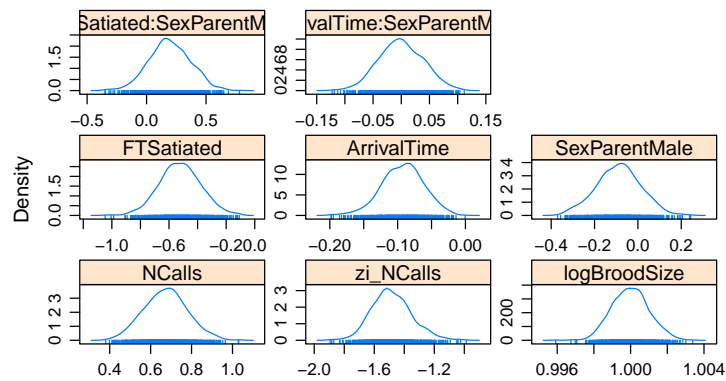 Satiated:SexParentM
valTime:SexParentM
0.0 1.5
02468
−0.5 0.0 0.5
−0.15 −0.05 0.05 0.15
FTSatiated
ArrivalTime
SexParentMale
0.0 1.5
0 5 10
0 1 2 3 4
−1.0 −0.6 −0.20.0
−0.20 −0.10 0.00
−0.4 −0.2 0.0 0.2
NCalls
zi_NCalls
logBroodSize
0 1 2 3
0 1 2 3
0 200
0.4 0.6 0.8 1.0
−2.0 −1.6 −1.2
0.996 1.000 1.004
Density